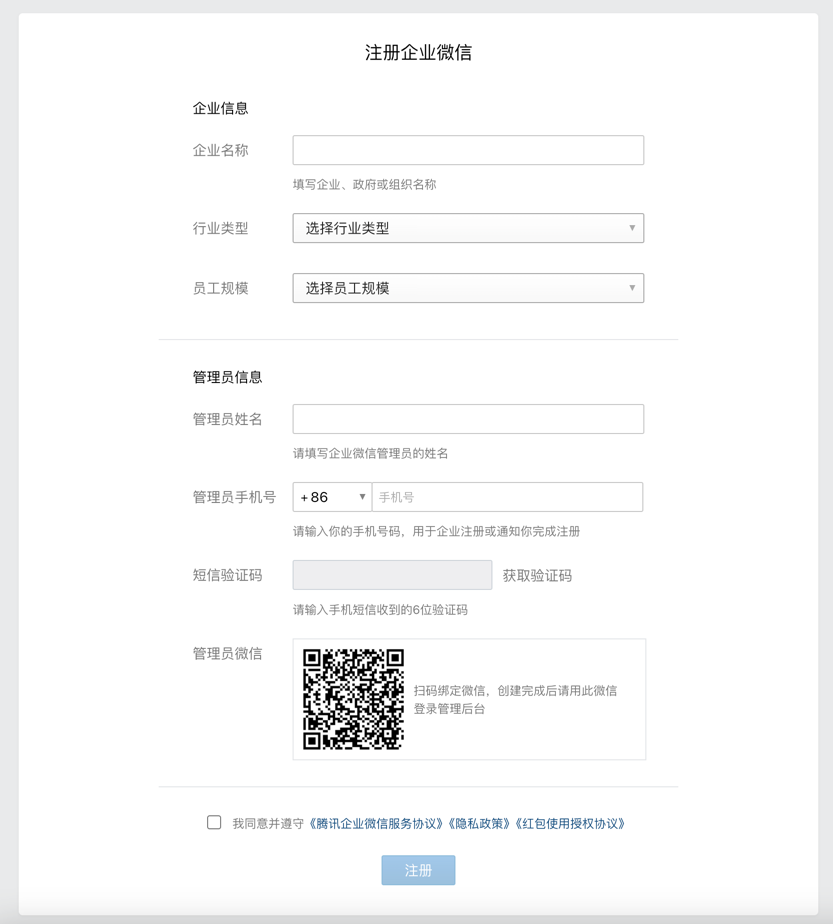 注册企业微信
企业信息
企业名称
填写企业、政府或组织名称
行业类型 选择行业类型
员工规模 选择员工规模
管理员信息
管理员姓名
请填写企业微信管理员的姓名
管理员手机号 +86 手机号
请输入你的手机号码，用于企业注册或通知你完成注册
短信验证码 获取验证码
请输入手机短信收到的6位验证码
管理员微信
扫码绑定微信，创建完成后请用此微信
登录管理后台
我同意并遵守《腾讯企业微信服务协议》《隐私政策》《红包使用授权协议》
注册